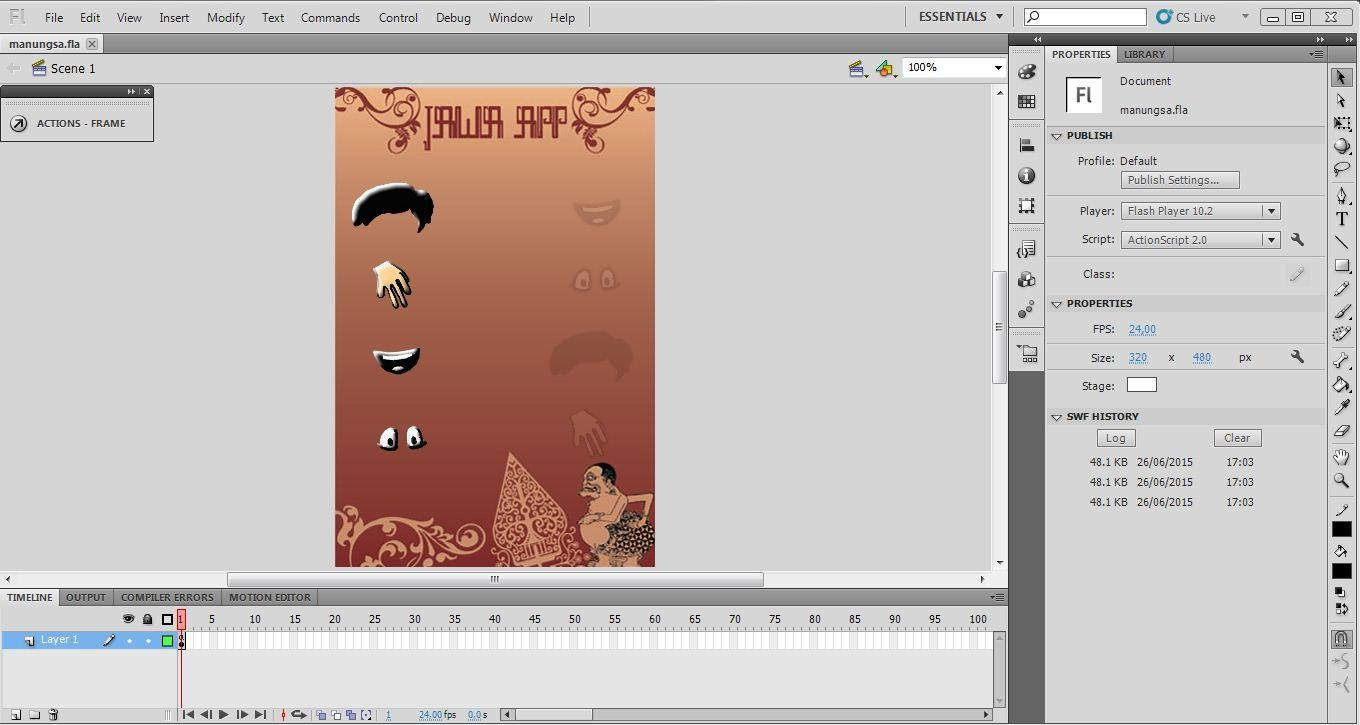 Fl File Edit View Insert Modify Text Commands Control Debug Window Help ESSENTIALS CS Live
manungsa.fla
Scene 1 100%
ACTIONS - FRAME
JAWA APP
PROPERTIES LIBRARY
Fl
Document
manungsa.fla
PUBLISH
Profile: Default
Publish Settings...
Player: Flash Player 10.2
Script: ActionScript 2.0
Class:
PROPERTIES
FPS: 24,00
Size: 320 x 480 px
Stage:
SWF HISTORY
Log Clear
48.1 KB 26/06/2015 17:03
48.1 KB 26/06/2015 17:03
48.1 KB 26/06/2015 17:03
T
TIMELINE OUTPUT COMPILER ERRORS MOTION EDITOR
1 5 10 15 20 25 30 35 40 45 50 55 60 65 70 75 80 85 90 95 100
Layer 1
1 24.00 fps 0.0 s